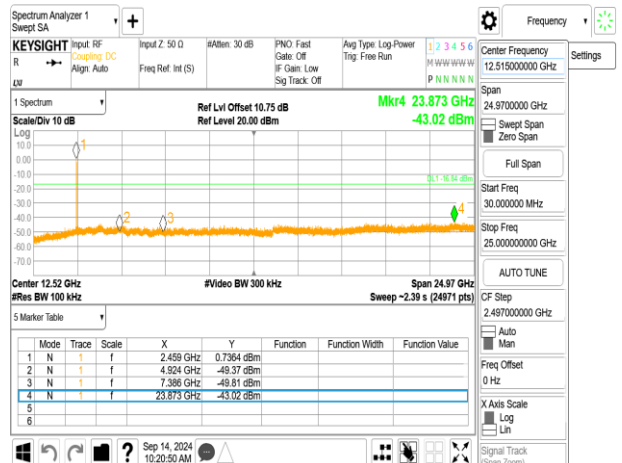 Spectrum Analyzer 1
Swept SA
Frequency
KEYSIGHT
R
Input: RF
Coupling: DC
Align: Auto
Input Z: 50 Ω
Freq Ref: Int (S)
#Atten: 30 dB
PNO: Fast
Gate: Off
IF Gain: Low
Sig Track: Off
Avg Type: Log-Power
Trig: Free Run
1 2 3 4 5 6
M W W W W W
P N N N N N
1 Spectrum
Scale/Div 10 dB
Log
Ref Lvl Offset 10.75 dB
Ref Level 20.00 dBm
Mkr4 23.873 GHz
-43.02 dBm
10.0
0.00
-10.0
-20.0
-30.0
-40.0
-50.0
-60.0
-70.0
1
2
3
4
DL1 -16.84 dBm
Center 12.52 GHz
#Res BW 100 kHz
#Video BW 300 kHz
Span 24.97 GHz
Sweep ~2.39 s (24971 pts)
5 Marker Table
Mode Trace Scale X Y Function Function Width Function Value
1 N 1 f 2.459 GHz 0.7364 dBm
2 N 1 f 4.924 GHz -49.37 dBm
3 N 1 f 7.386 GHz -49.81 dBm
4 N 1 f 23.873 GHz -43.02 dBm
5
6
Sep 14, 2024
10:20:50 AM
Center Frequency
12.515000000 GHz
Settings
Span
24.9700000 GHz
Swept Span
Zero Span
Full Span
Start Freq
30.000000 MHz
Stop Freq
25.000000000 GHz
AUTO TUNE
CF Step
2.497000000 GHz
Auto
Man
Freq Offset
0 Hz
X Axis Scale
Log
Lin
Signal Track
(Span Zoom)